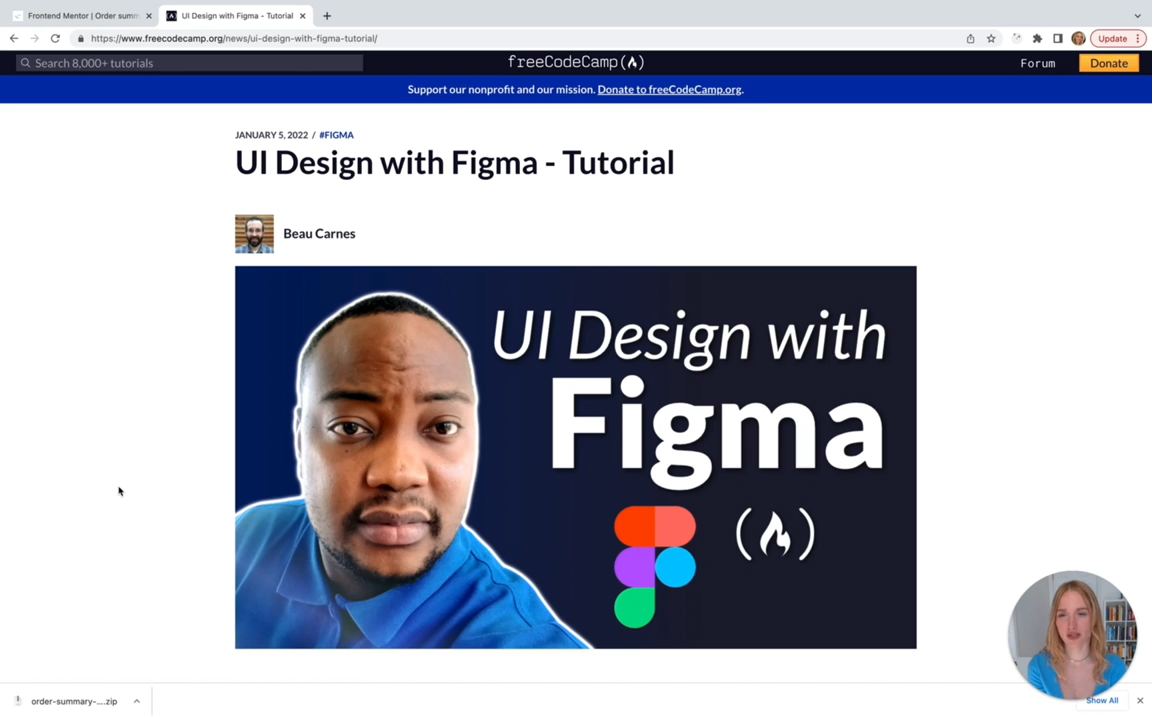 Frontend Mentor | Order summ
UI Design with Figma - Tutorial
https://www.freecodecamp.org/news/ui-design-with-figma-tutorial/
Update
Search 8,000+ tutorials
freeCodeCamp
Forum
Donate
Support our nonprofit and our mission. Donate to freeCodeCamp.org.
JANUARY 5, 2022 / #FIGMA
UI Design with Figma - Tutorial
Beau Carnes
UI Design with
Figma
order-summary-....zip
Show All